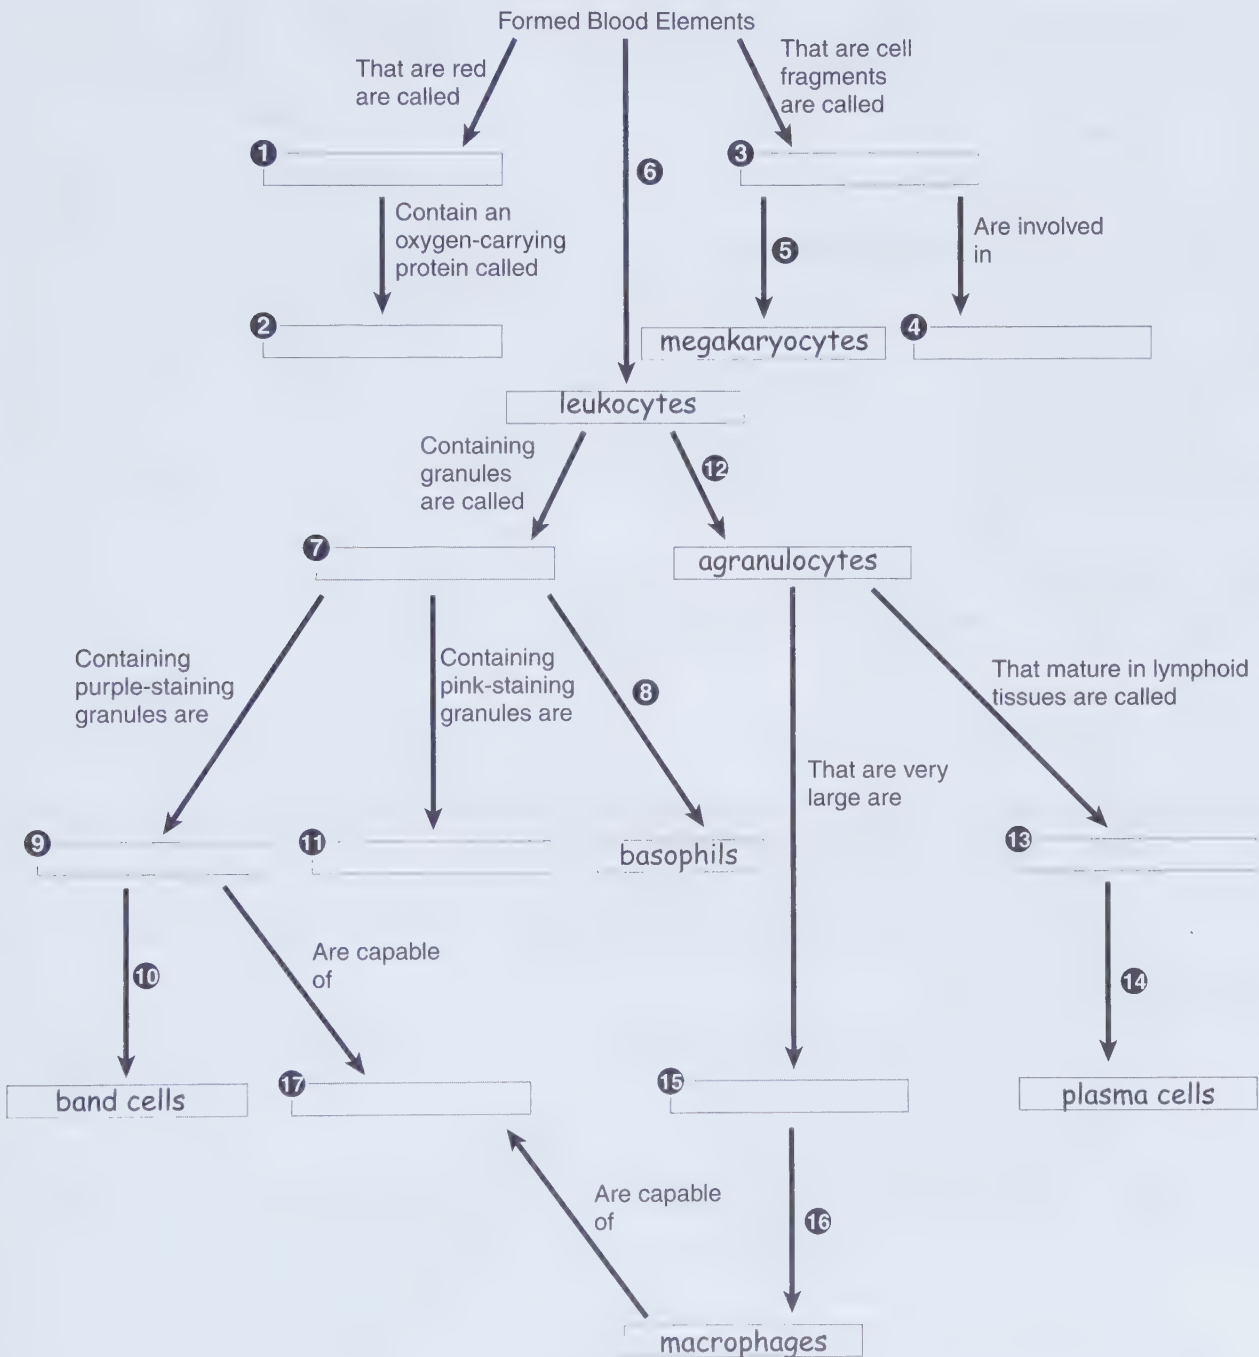 Formed Blood Elements
That are red
are called
That are cell
fragments
are called
1
6
3
Contain an
oxygen-carrying
protein called
5
Are involved
in
2
megakaryocytes
4
leukocytes
Containing
granules
are called
12
7
agranulocytes
Containing
purple-staining
granules are
Containing
pink-staining
granules are
8
That mature in lymphoid
tissues are called
That are very
large are
9
11
basophils
13
10
Are capable
of
14
band cells
17
15
plasma cells
Are capable
of
16
macrophages